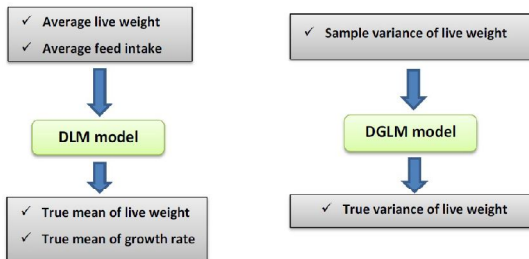 ✓ Average live weight
✓ Average feed intake
DLM model
✓ True mean of live weight
✓ True mean of growth rate
✓ Sample variance of live weight
DGLM model
✓ True variance of live weight